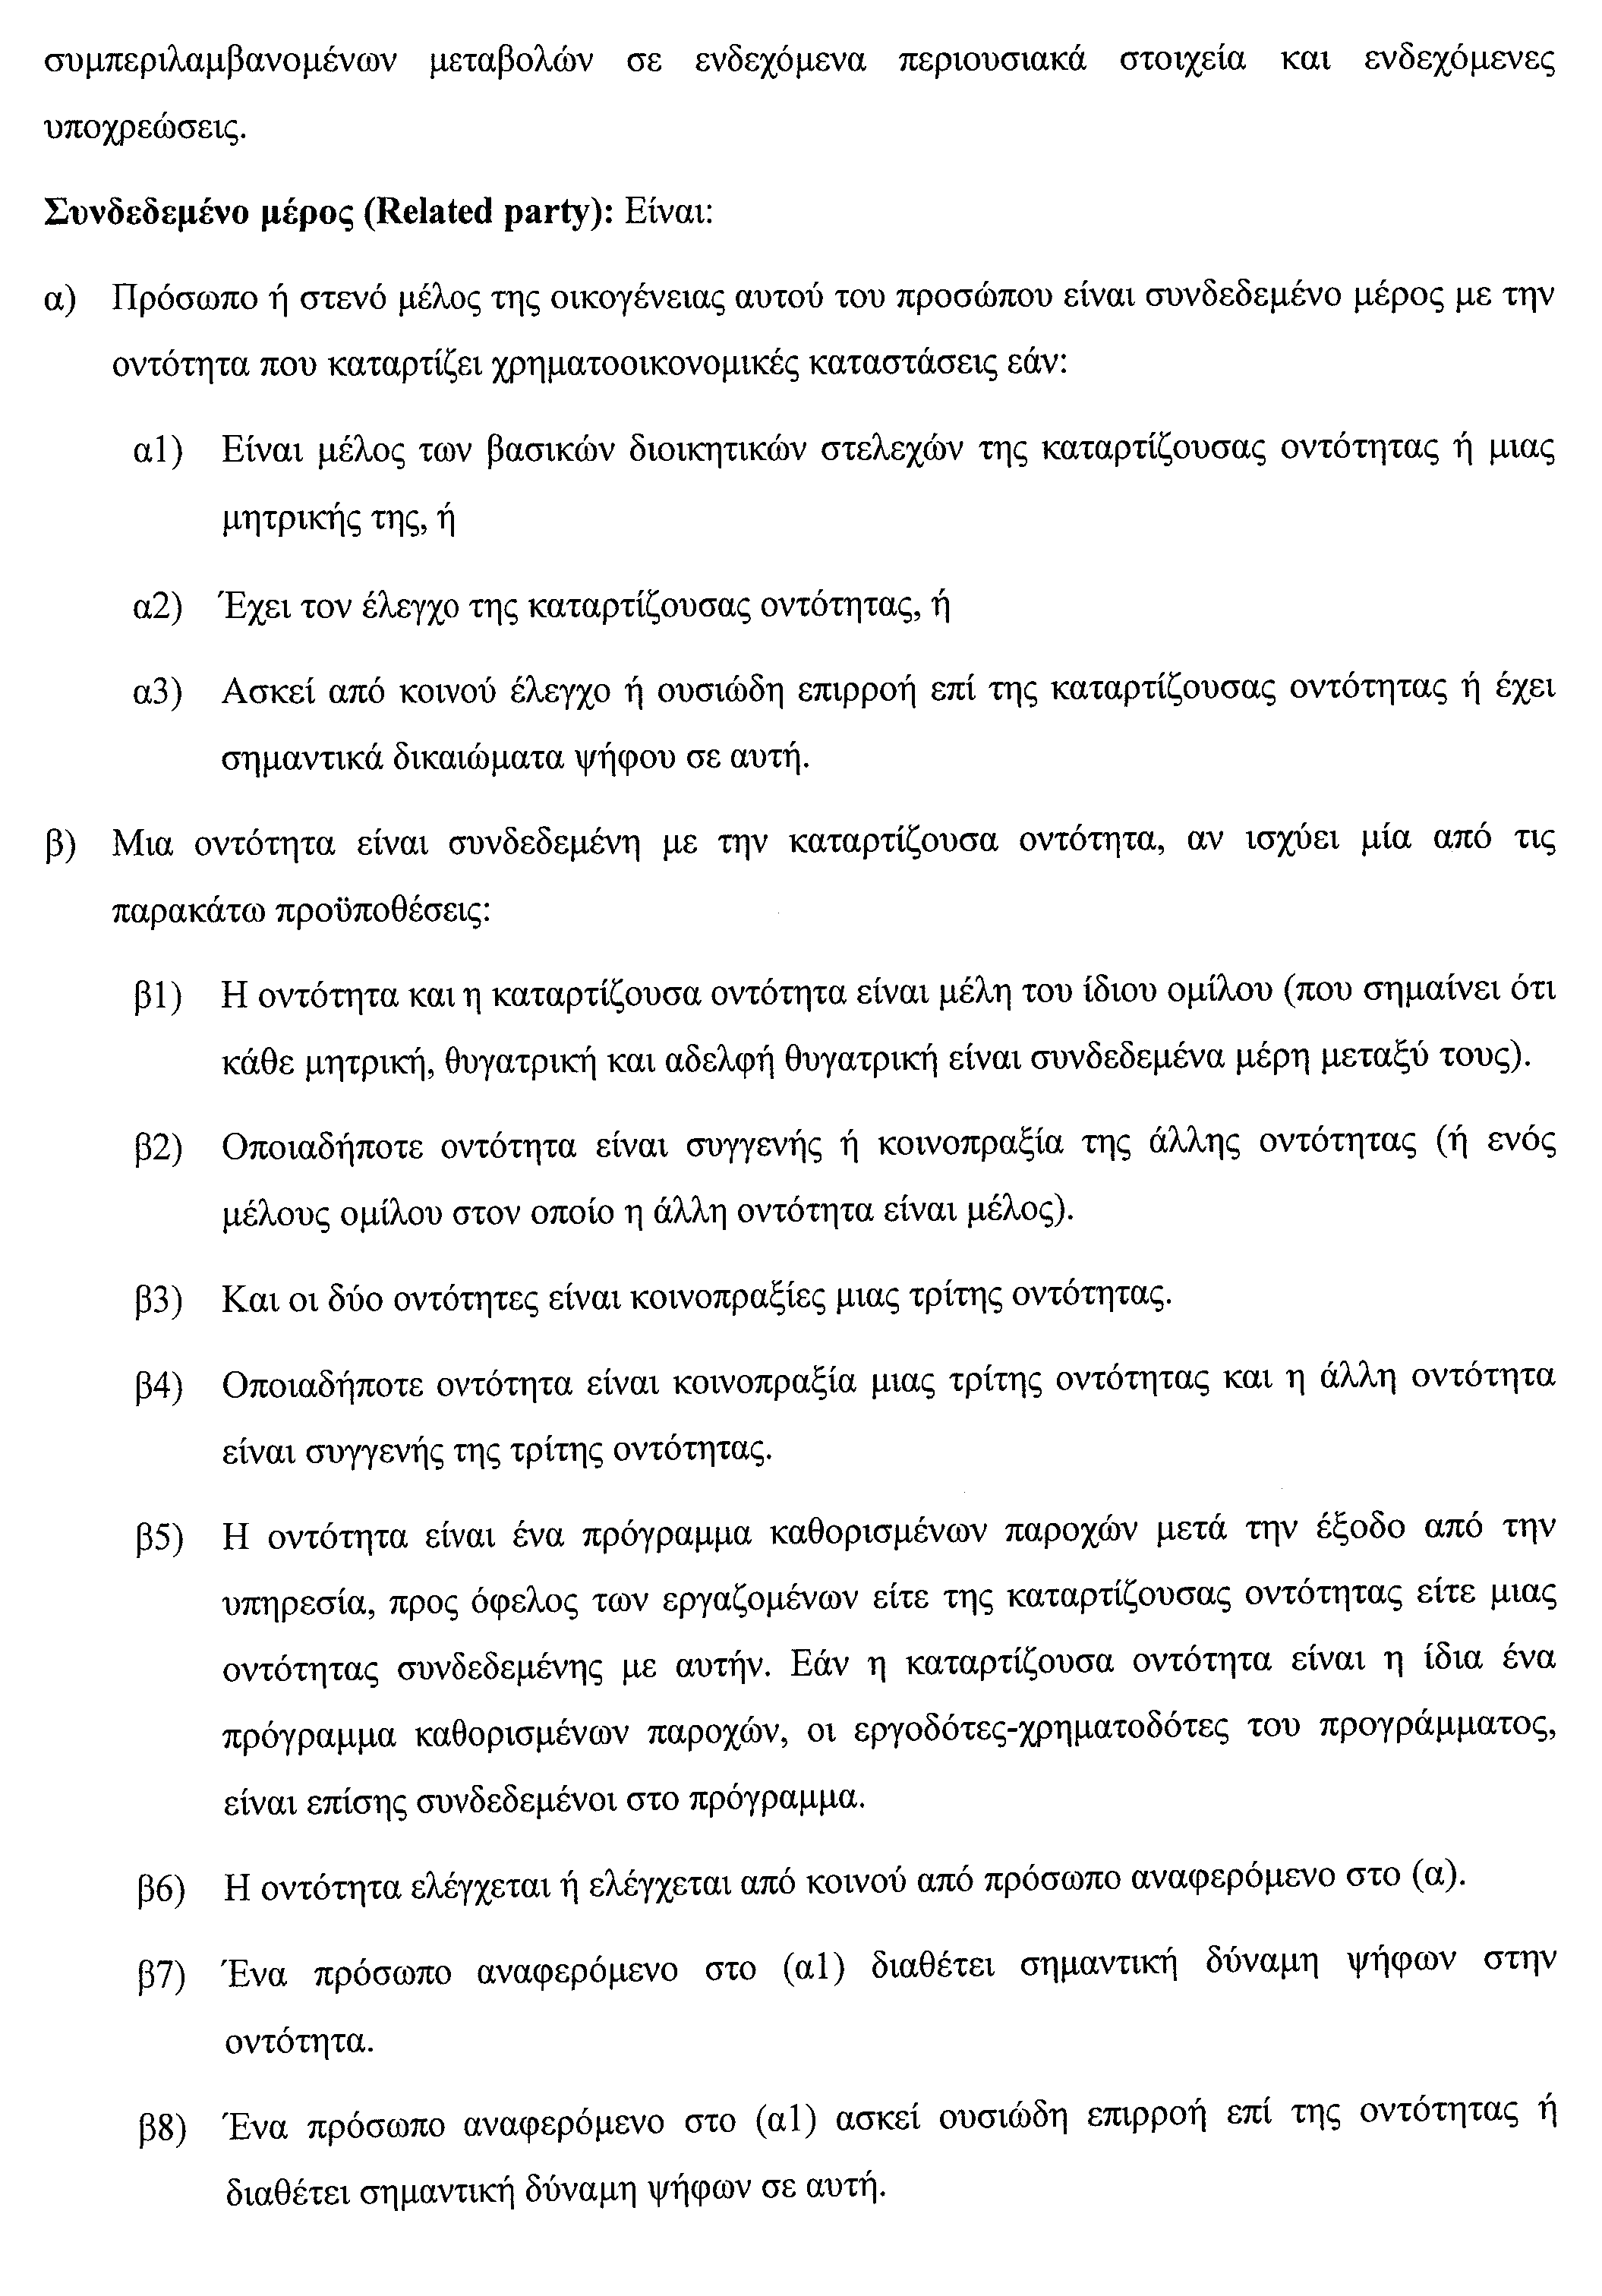 συμπεριλαμβανομένων μεταβολών σε ενδεχόμενα περιουσιακά στοιχεία και ενδεχόμενες
υποχρεώσεις.
Συνδεδεμένο μέρος (Related party): Είναι:
α) Πρόσωπο ή στενό μέλος της οικογένειας αυτού του προσώπου είναι συνδεδεμένο μέρος με την
οντότητα που καταρτίζει χρηματοοικονομικές καταστάσεις εάν:
α1) Είναι μέλος των βασικών διοικητικών στελεχών της καταρτίζουσας οντότητας ή μιας
μητρικής της, ή
α2) Έχει τον έλεγχο της καταρτίζουσας οντότητας, ή
α3) Ασκεί από κοινού έλεγχο ή ουσιώδη επιρροή επί της καταρτίζουσας οντότητας ή έχει
σημαντικά δικαιώματα ψήφου σε αυτή.
β) Μια οντότητα είναι συνδεδεμένη με την καταρτίζουσα οντότητα, αν ισχύει μία από τις
παρακάτω προϋποθέσεις:
β1) Η οντότητα και η καταρτίζουσα οντότητα είναι μέλη του ίδιου ομίλου (που σημαίνει ότι
κάθε μητρική, θυγατρική και αδελφή θυγατρική είναι συνδεδεμένα μέρη μεταξύ τους).
β2) Οποιαδήποτε οντότητα είναι συγγενής ή κοινοπραξία της άλλης οντότητας (ή ενός
μέλους ομίλου στον οποίο η άλλη οντότητα είναι μέλος).
β3) Και οι δύο οντότητες είναι κοινοπραξίες μιας τρίτης οντότητας.
β4) Οποιαδήποτε οντότητα είναι κοινοπραξία μιας τρίτης οντότητας και η άλλη οντότητα
είναι συγγενής της τρίτης οντότητας.
β5) Η οντότητα είναι ένα πρόγραμμα καθορισμένων παροχών μετά την έξοδο από την
υπηρεσία, προς όφελος των εργαζομένων είτε της καταρτίζουσας οντότητας είτε μιας
οντότητας συνδεδεμένης με αυτήν. Εάν η καταρτίζουσα οντότητα είναι η ίδια ένα
πρόγραμμα καθορισμένων παροχών, οι εργοδότες-χρηματοδότες του προγράμματος,
είναι επίσης συνδεδεμένοι στο πρόγραμμα.
β6) Η οντότητα ελέγχεται ή ελέγχεται από κοινού από πρόσωπο αναφερόμενο στο (α).
β7) Ένα πρόσωπο αναφερόμενο στο (α1) διαθέτει σημαντική δύναμη ψήφων στην
οντότητα.
β8) Ένα πρόσωπο αναφερόμενο στο (α1) ασκεί ουσιώδη επιρροή επί της οντότητας ή
διαθέτει σημαντική δύναμη ψήφων σε αυτή.